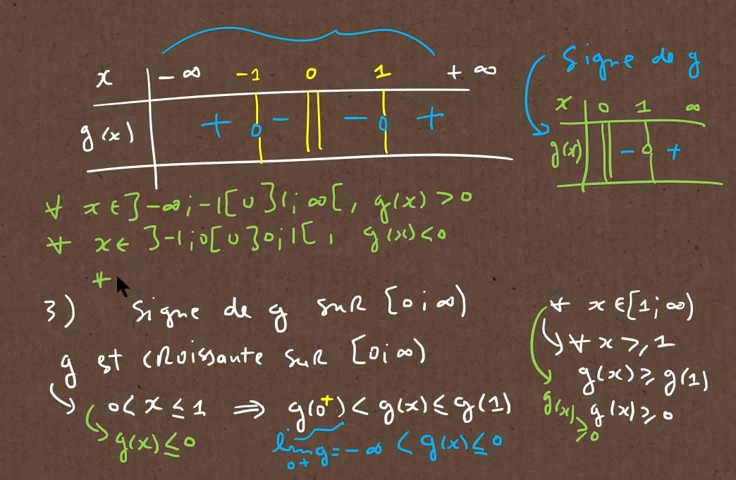 x -∞ -1 0 1 +∞
g(x) + 0 - || - 0 +
∀ x ∈ ]-∞; -1[ ∪ ]1; ∞[, g(x) > 0
∀ x ∈ ]-1; 0[ ∪ ]0; 1[, g(x) < 0
∀
Signe de g
x 0 1 ∞
g(x) || - 0 +
3) Signe de g sur [0; ∞)
g est croissante sur [0; ∞)
0 < x ≤ 1 ⇒ g(0⁺) < g(x) ≤ g(1)
g(x) ≤ 0
lim g = -∞ < g(x) ≤ 0
0⁺
∀ x ∈ [1; ∞)
∀ x ≥ 1
g(x) ≥ g(1)
g(x) ≥ 0
g(x) ≥ 0